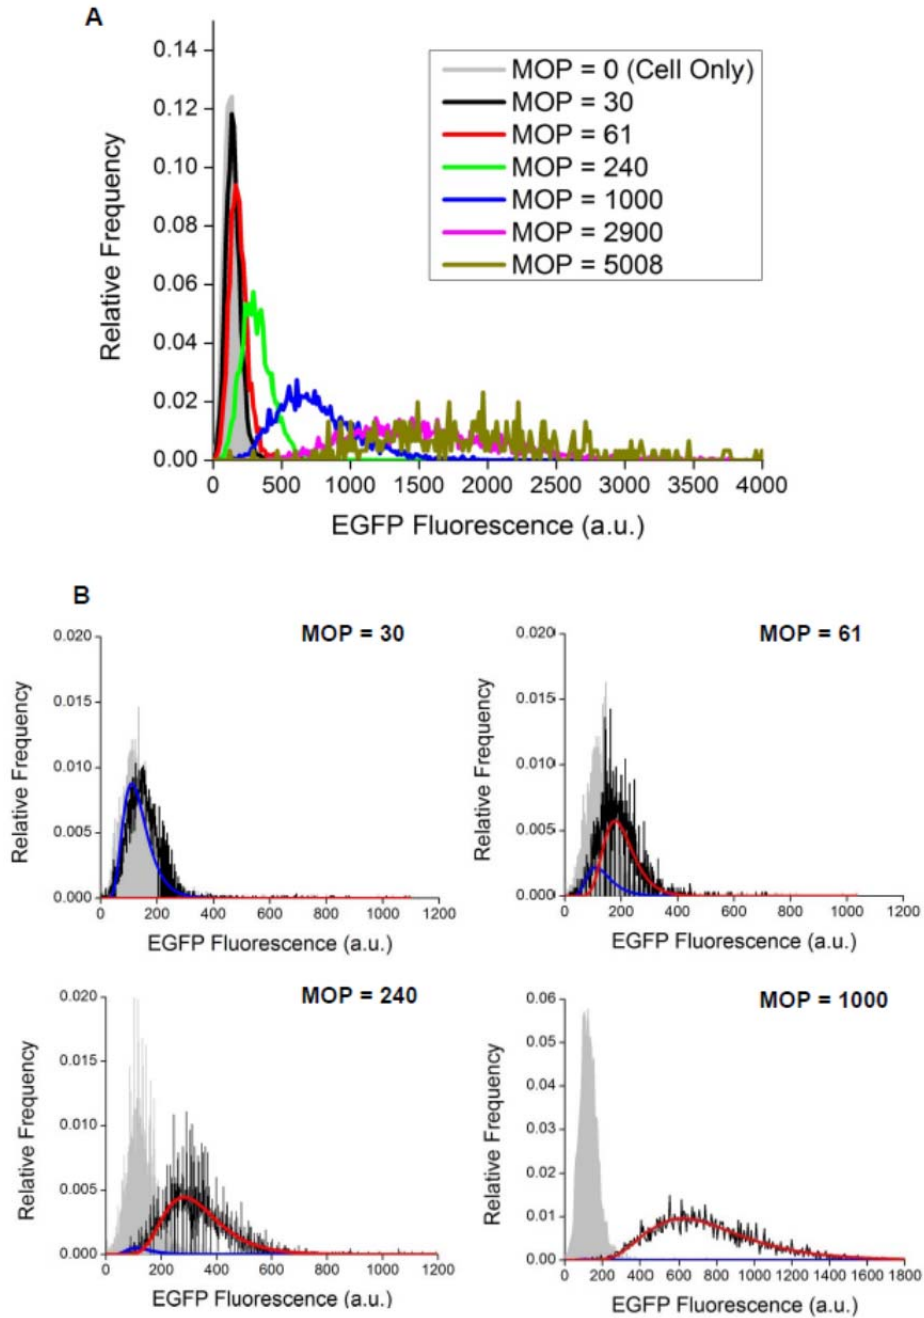 A
Relative Frequency
0.14
0.12
0.10
0.08
0.06
0.04
0.02
0.00
0 500 1000 1500 2000 2500 3000 3500 4000
EGFP Fluorescence (a.u.)
MOP = 0 (Cell Only)
MOP = 30
MOP = 61
MOP = 240
MOP = 1000
MOP = 2900
MOP = 5008
B
MOP = 30
Relative Frequency
0.020
0.015
0.010
0.005
0.000
0 200 400 600 800 1000 1200
EGFP Fluorescence (a.u.)
MOP = 61
Relative Frequency
0.020
0.015
0.010
0.005
0.000
0 200 400 600 800 1000 1200
EGFP Fluorescence (a.u.)
MOP = 240
Relative Frequency
0.020
0.015
0.010
0.005
0.000
0 200 400 600 800 1000 1200
EGFP Fluorescence (a.u.)
MOP = 1000
Relative Frequency
0.06
0.05
0.04
0.03
0.02
0.01
0.00
0 200 400 600 800 1000 1200 1400 1600 1800
EGFP Fluorescence (a.u.)